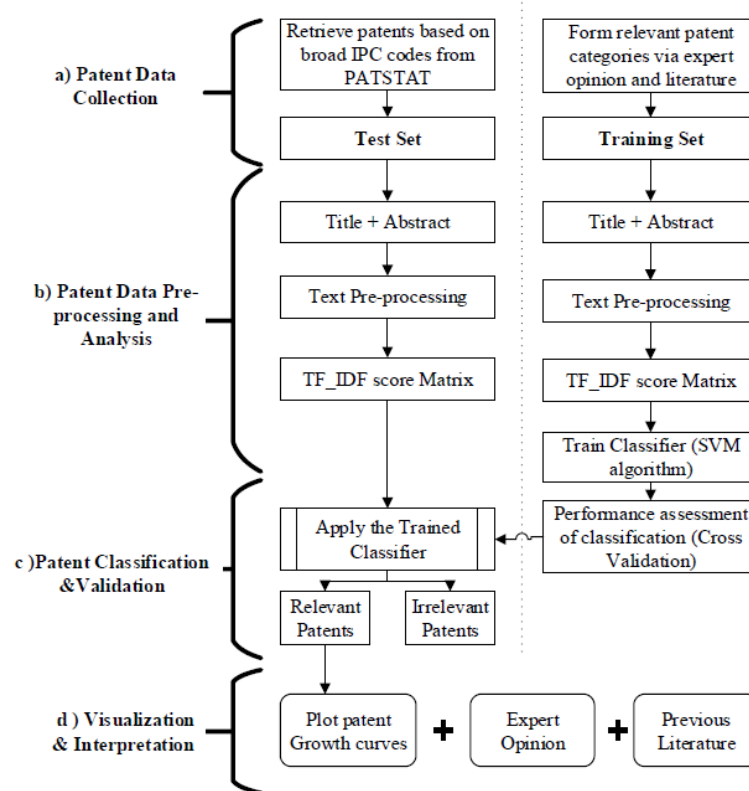 a) Patent Data
Collection
Retrieve patents based on
broad IPC codes from
PATSTAT
Form relevant patent
categories via expert
opinion and literature
Test Set
Training Set
b) Patent Data Pre-
processing and
Analysis
Title + Abstract
Title + Abstract
Text Pre-processing
Text Pre-processing
TF_IDF score Matrix
TF_IDF score Matrix
Train Classifier (SVM
algorithm)
c )Patent Classification
&Validation
Apply the Trained
Classifier
Performance assessment
of classification (Cross
Validation)
Relevant
Patents
Irrelevant
Patents
d ) Visualization
& Interpretation
Plot patent
Growth curves
+
Expert
Opinion
+
Previous
Literature